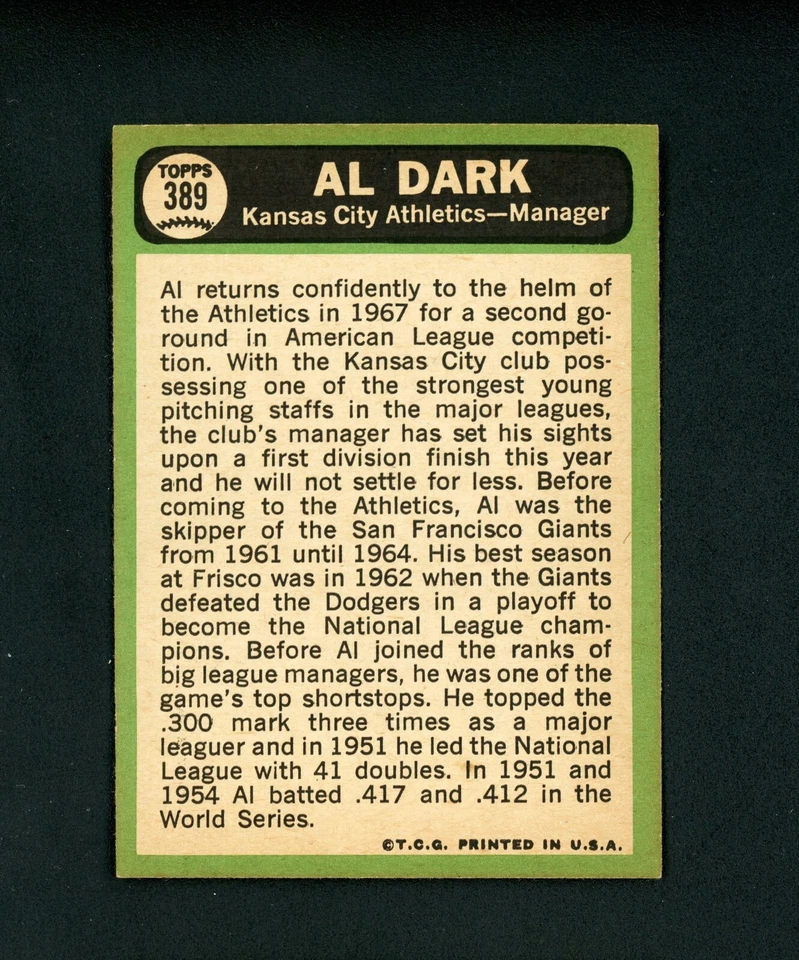 TOPPS
389
AL DARK
Kansas City Athletics—Manager
Al returns confidently to the helm of
the Athletics in 1967 for a second go-
round in American League competi-
tion. With the Kansas City club pos-
sessing one of the strongest young
pitching staffs in the major leagues,
the club's manager has set his sights
upon a first division finish this year
and he will not settle for less. Before
coming to the Athletics, Al was the
skipper of the San Francisco Giants
from 1961 until 1964. His best season
at Frisco was in 1962 when the Giants
defeated the Dodgers in a playoff to
become the National League cham-
pions. Before Al joined the ranks of
big league managers, he was one of the
game's top shortstops. He topped the
.300 mark three times as a major
leaguer and in 1951 he led the National
League with 41 doubles. In 1951 and
1954 Al batted .417 and .412 in the
World Series.
©T.C.G. PRINTED IN U.S.A.